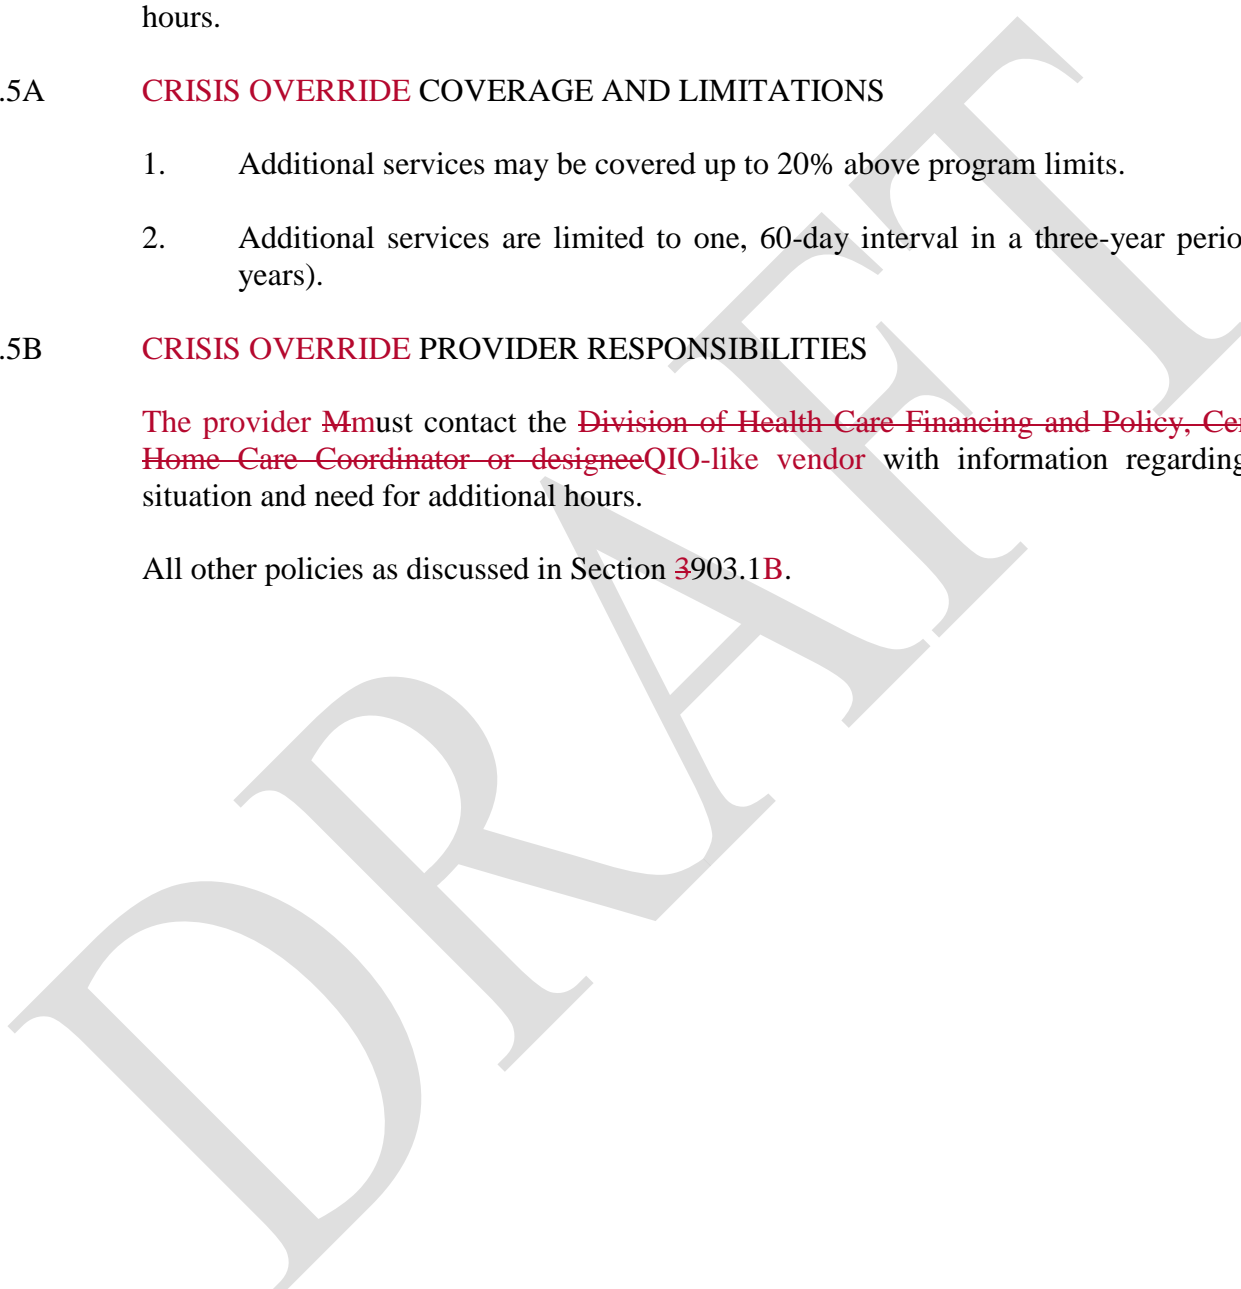 hours.
.5A CRISIS OVERRIDE COVERAGE AND LIMITATIONS
1. Additional services may be covered up to 20% above program limits.
2. Additional services are limited to one, 60-day interval in a three-year perio
years).
.5B CRISIS OVERRIDE PROVIDER RESPONSIBILITIES
The provider Mmust contact the Division of Health Care Financing and Policy, Cen
Home Care Coordinator or designeeQIO-like vendor with information regarding
situation and need for additional hours.
All other policies as discussed in Section 3903.1B.
DRAFT